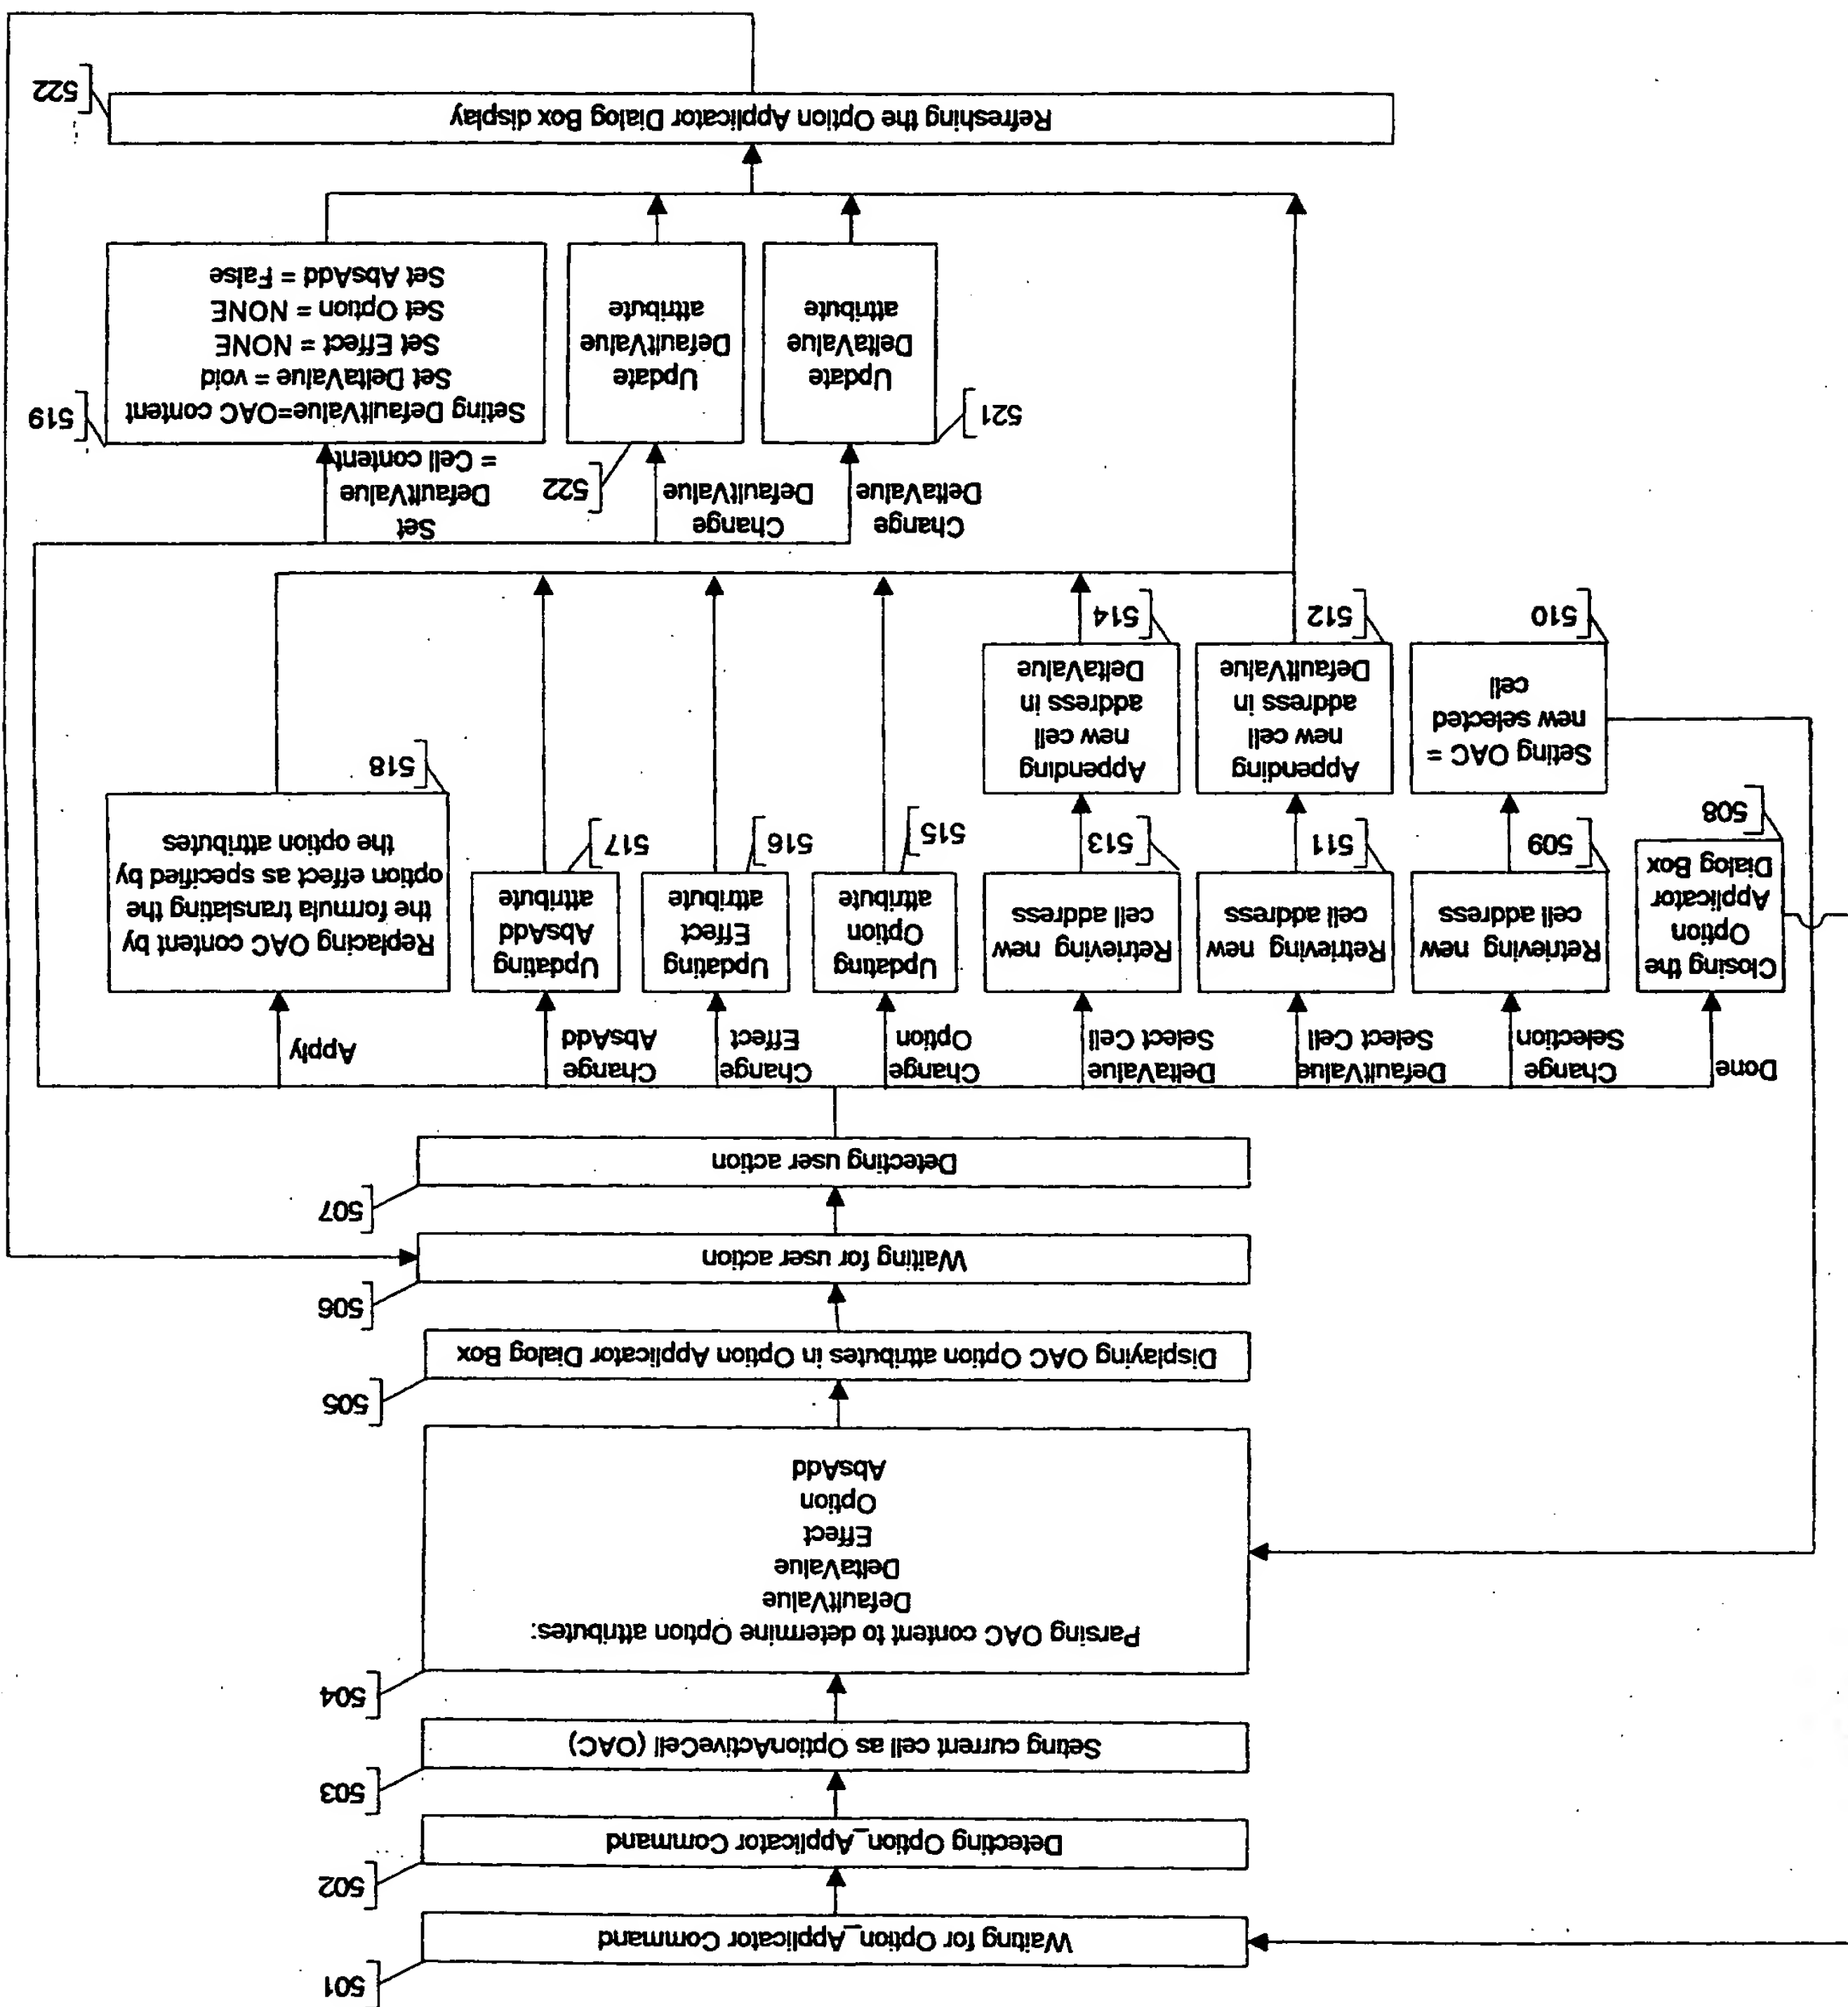 501
Waiting for Option_Applicator Command
502
Detecting Option_Applicator Command
503
Seting current cell as OptionActiveCell (OAC)
504
Parsing OAC content to determine Option attributes:
DefaultValue
DeltaValue
Effect
Option
AbsAdd
505
Displaying OAC Option attributes in Option Applicator Dialog Box
506
Waiting for user action
507
Detecting user action
Done
Change
Selection
DefaultValue
Select Cell
DeltaValue
Select Cell
Change
Option
Change
Effect
Change
AbsAdd
Apply
Closing the
Option
Applicator
Dialog Box
508
Retrieving new
cell address
509
Retrieving new
cell address
511
Retrieving new
cell address
513
Updating
Option
attribute
515
Updating
Effect
attribute
516
Updating
AbsAdd
attribute
517
Replacing OAC content by
the formula translating the
option effect as specified by
the option attributes
518
Seting OAC =
new selected
cell
510
Appending
new cell
address in
DefaultValue
512
Appending
new cell
address in
DeltaValue
514
Change
DeltaValue
Change
DefaultValue
Set
DefaultValue
= Cell content
521
Update
DeltaValue
attribute
522
Update
DefaultValue
attribute
519
Seting DefaultValue=OAC content
Set DeltaValue = void
Set Effect = NONE
Set Option = NONE
Set AbsAdd = False
Refreshing the Option Applicator Dialog Box display
522